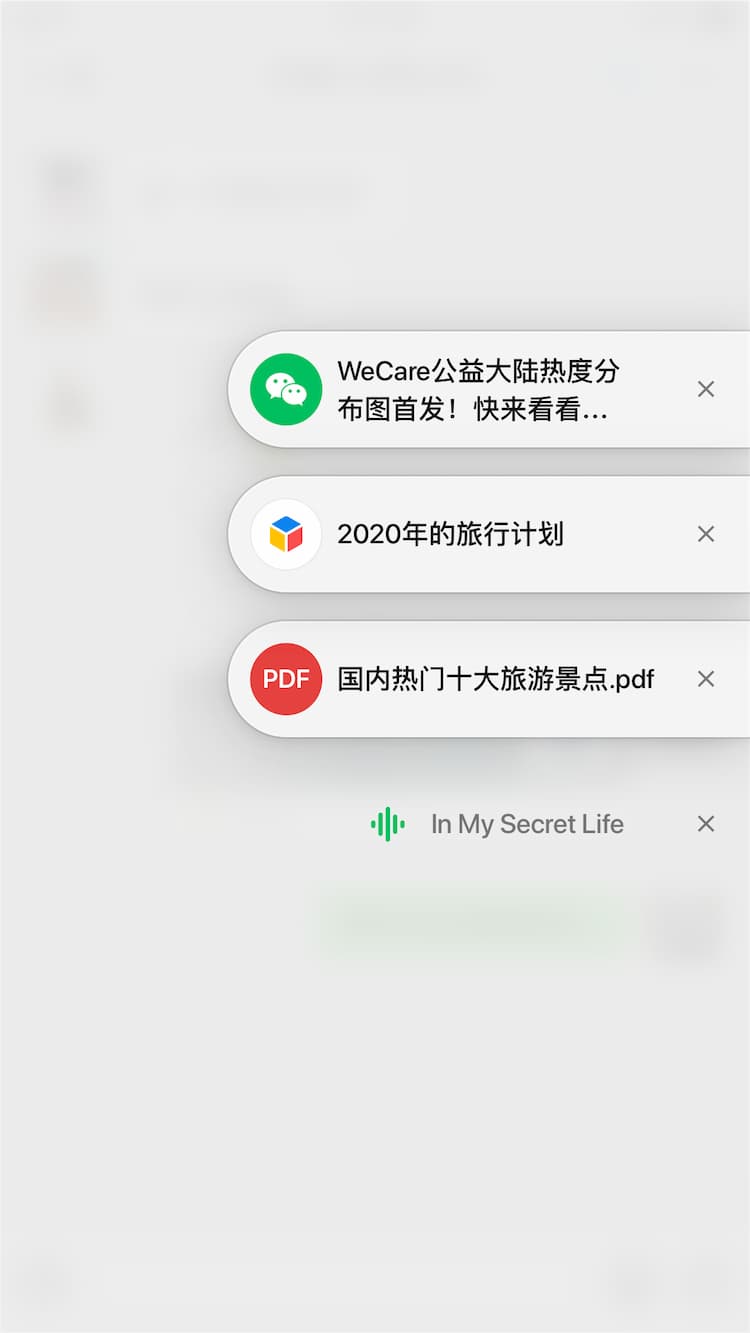 WeCare公益大陆热度分
布图首发！快来看看...
2020年的旅行计划
PDF
国内热门十大旅游景点.pdf
In My Secret Life